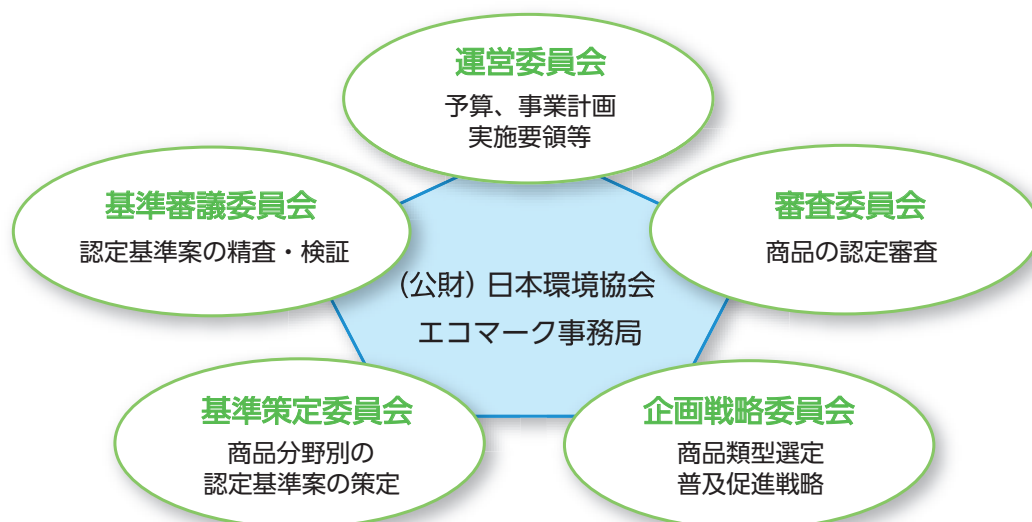 運営委員会
予算、事業計画
実施要領等
基準審議委員会
認定基準案の精査・検証
審査委員会
商品の認定審査
(公財) 日本環境協会
エコマーク事務局
基準策定委員会
商品分野別の
認定基準案の策定
企画戦略委員会
商品類型選定
普及促進戦略